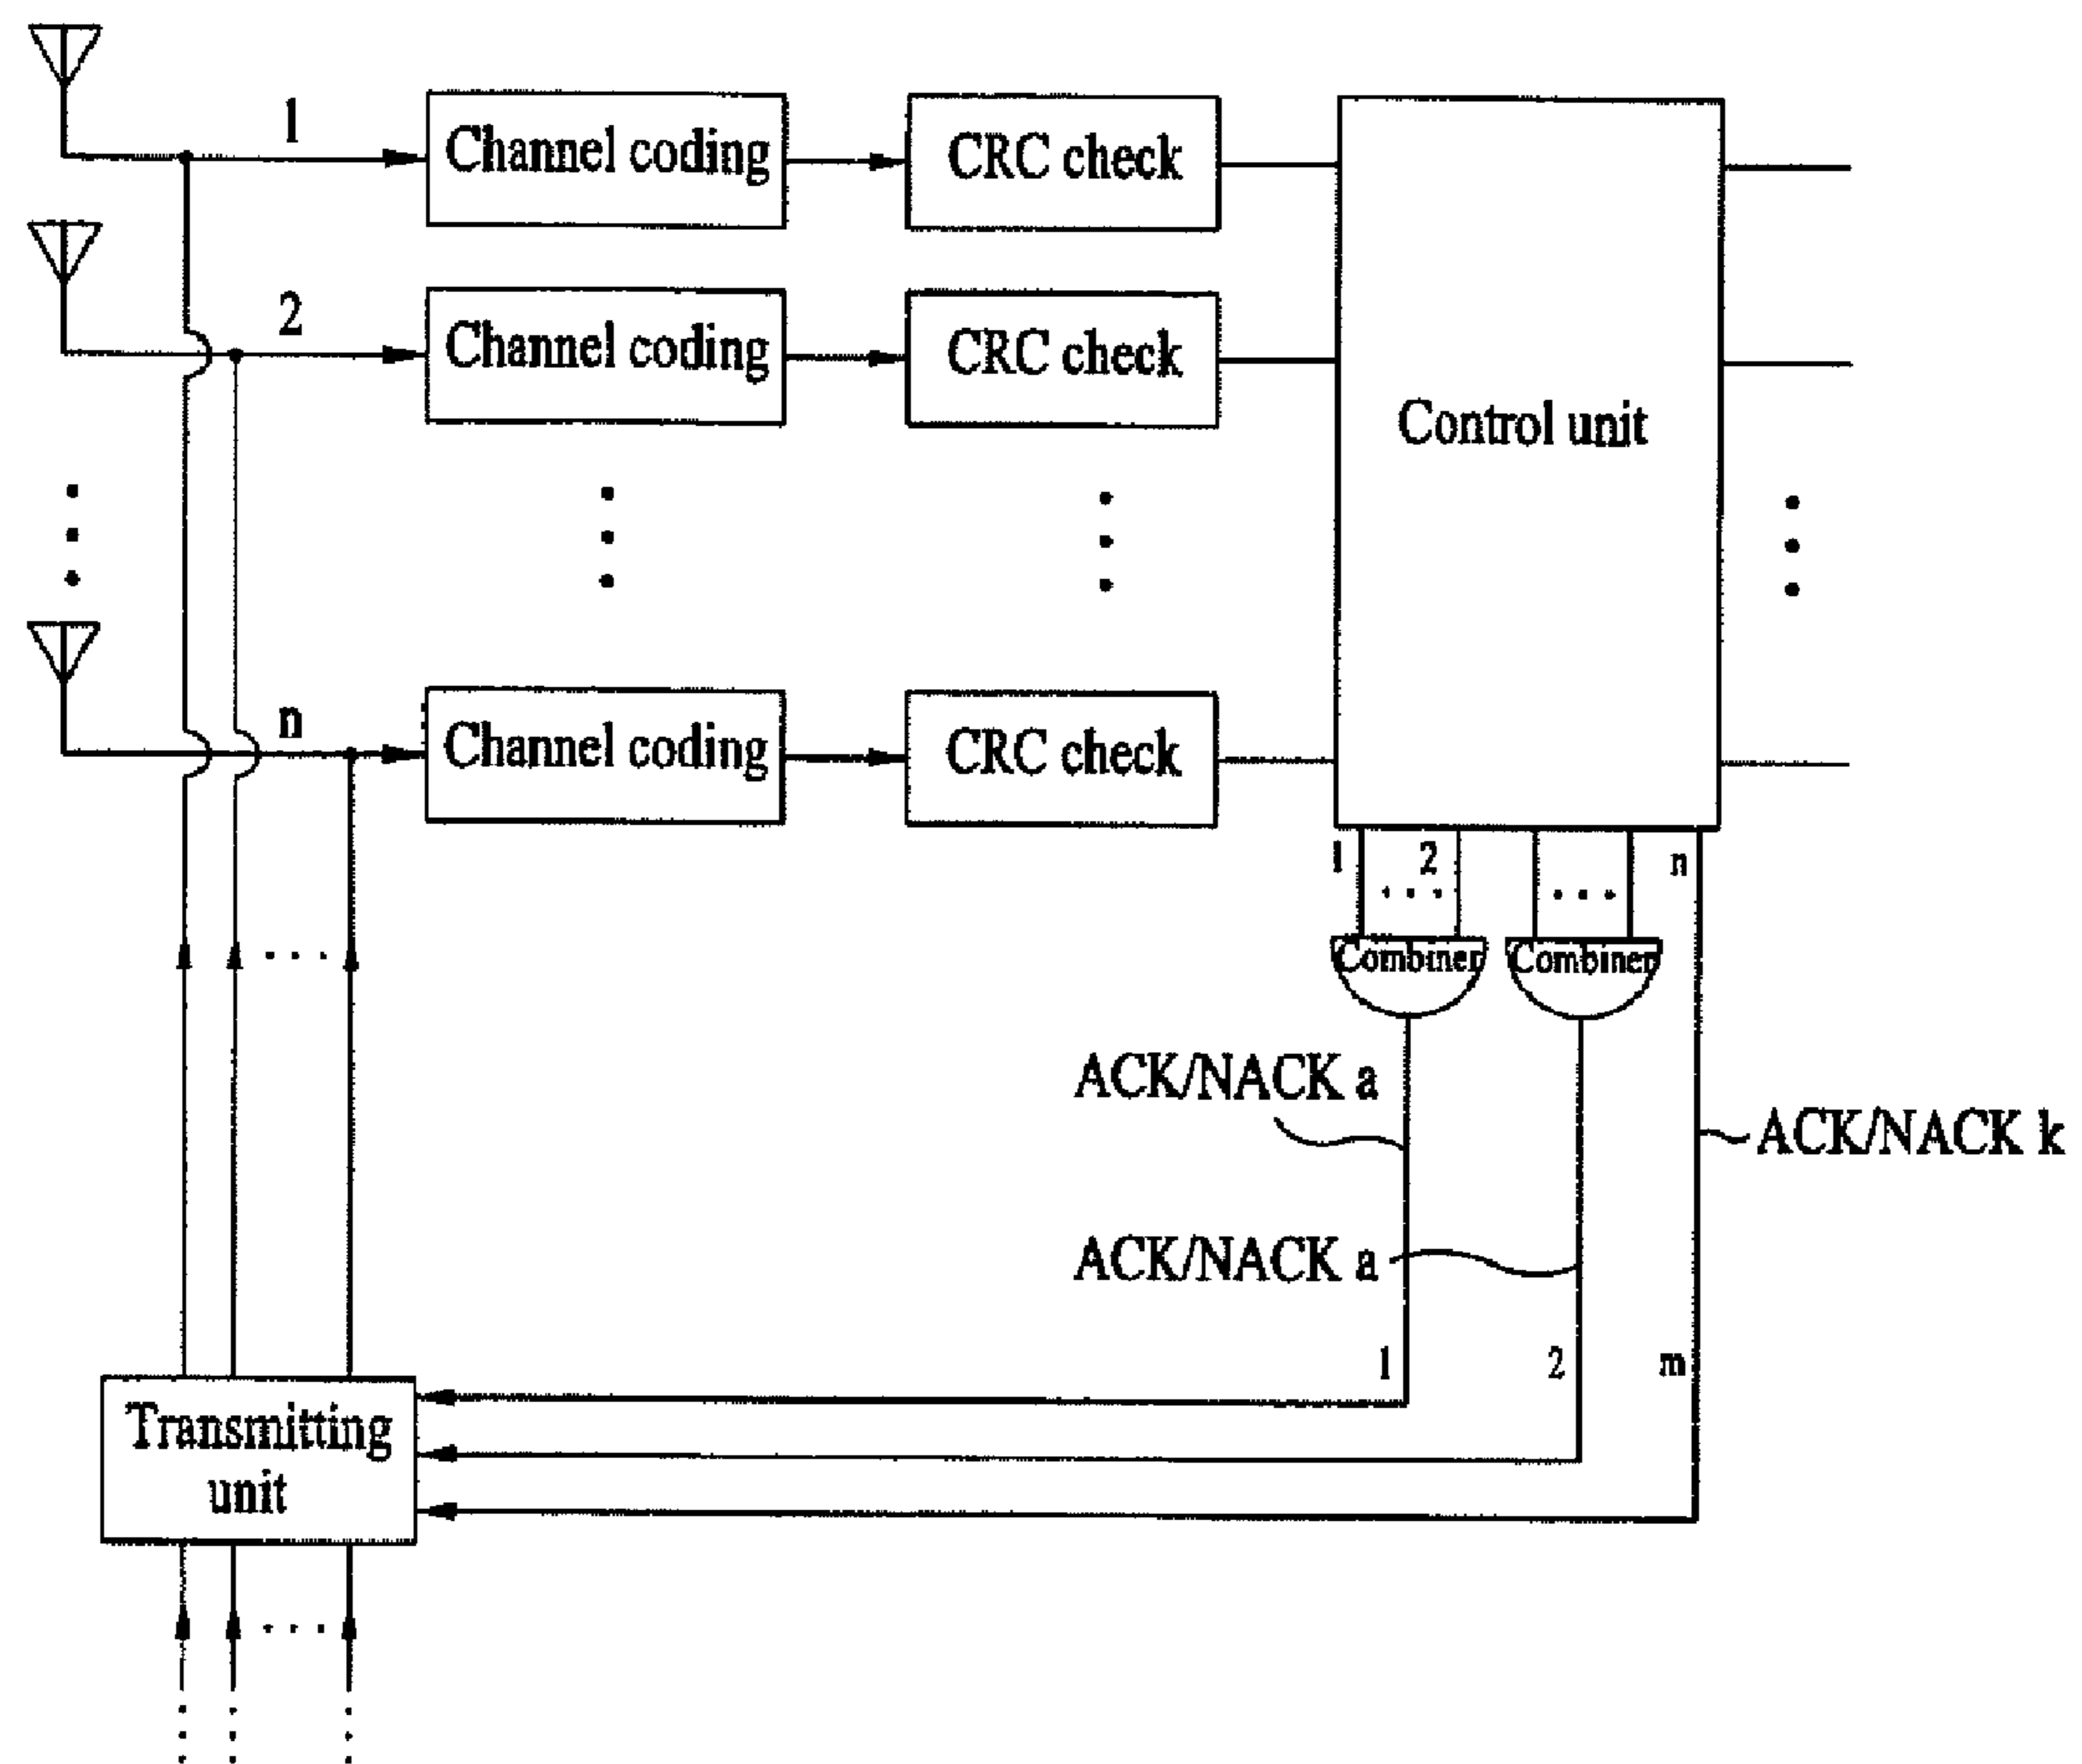 1
Channel coding
CRC check
2
Channel coding
CRC check
Control unit
n
Channel coding
CRC check
1
2
n
Combiner
Combiner
ACK/NACK a
ACK/NACK k
ACK/NACK a
1
2
m
Transmitting
unit